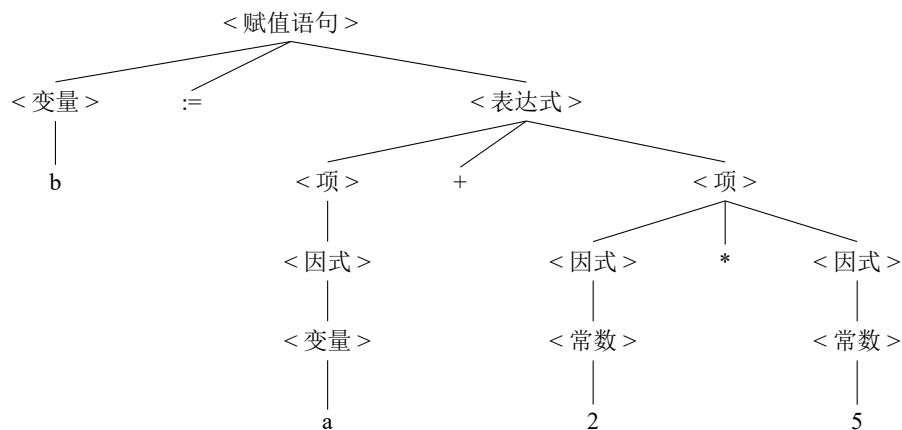 <赋值语句>
<变量> := <表达式>
b <项> + <项>
<因式> <因式> * <因式>
<变量> <常数> <常数>
a 2 5